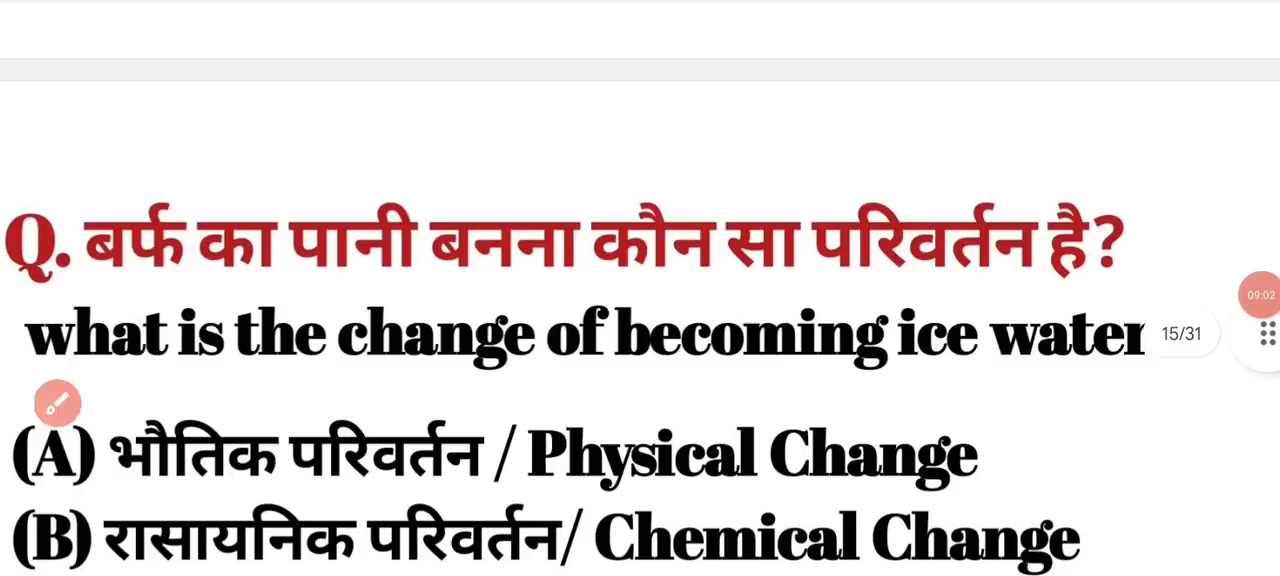 Q. बर्फ का पानी बनना कौन सा परिवर्तन है?
09:02
what is the change of becoming ice water
15/31
(A) भौतिक परिवर्तन / Physical Change
(B) रासायनिक परिवर्तन/ Chemical Change